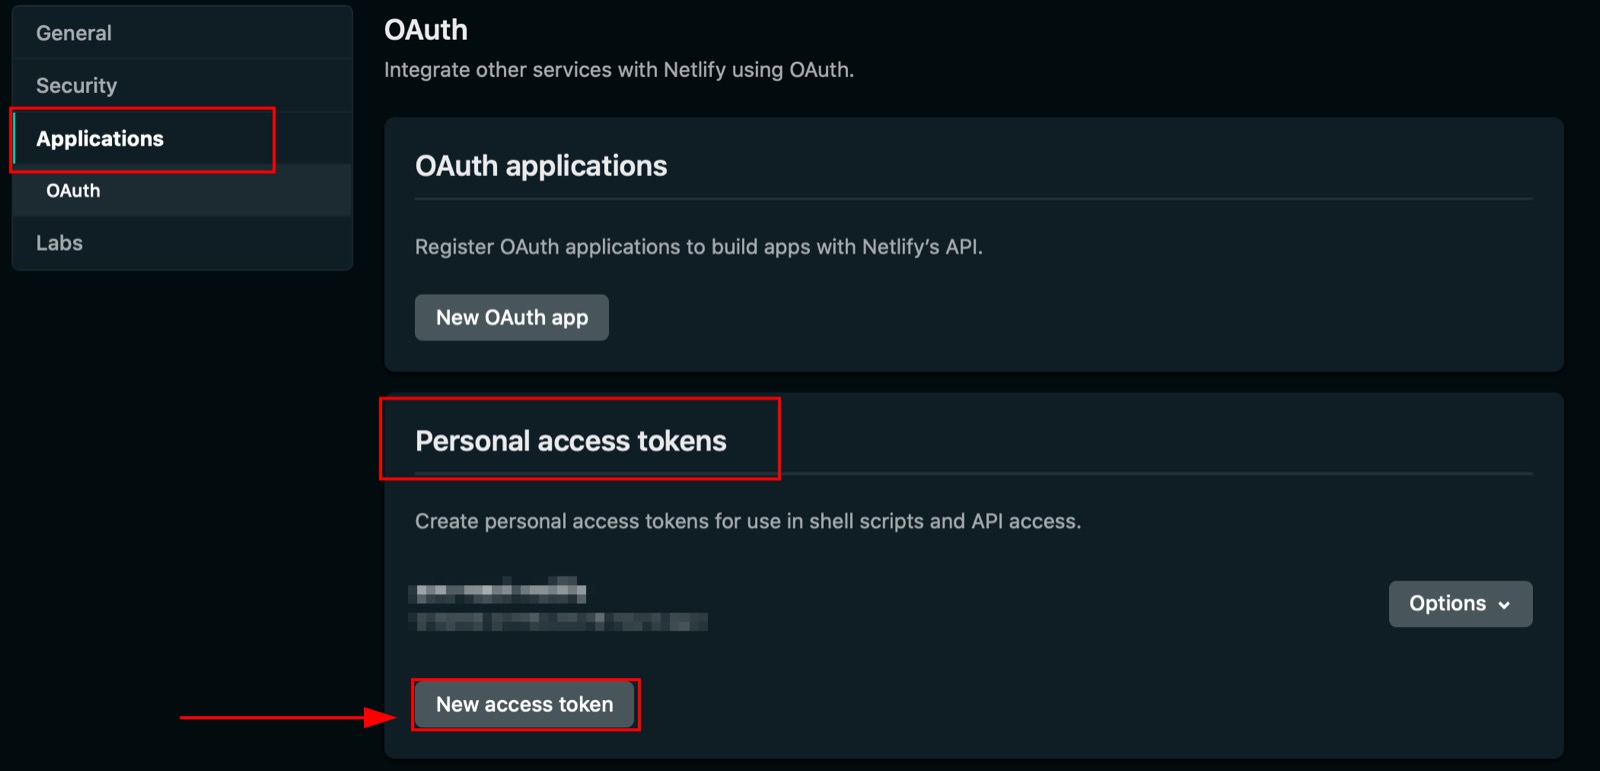 General
Security
Applications
OAuth
Labs
OAuth
Integrate other services with Netlify using OAuth.
OAuth applications
Register OAuth applications to build apps with Netlify’s API.
New OAuth app
Personal access tokens
Create personal access tokens for use in shell scripts and API access.
Options
New access token